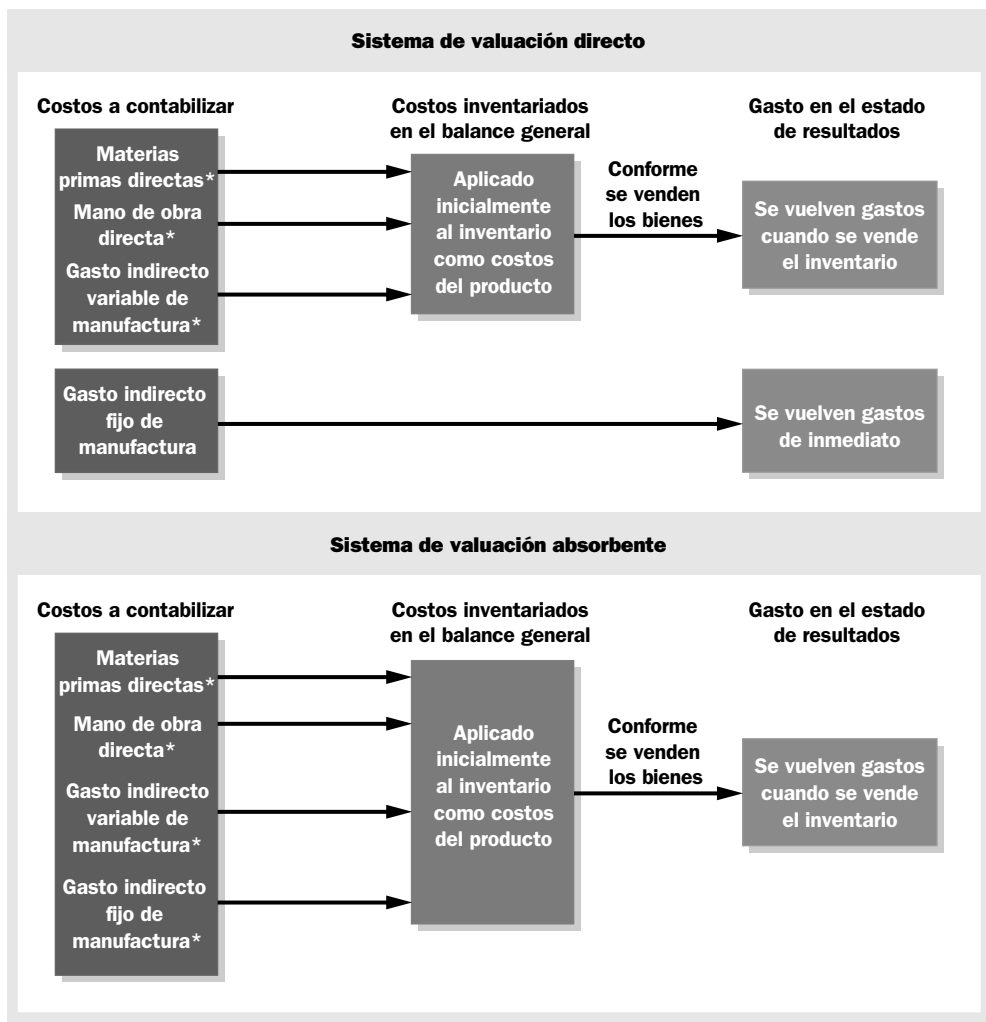 Sistema de valuación directo
Costos a contabilizar
Costos inventariados
en el balance general
Gasto en el estado
de resultados
Materias
primas directas*
Mano de obra
directa*
Gasto indirecto
variable de
manufactura*
Aplicado
inicialmente
al inventario
como costos
del producto
Conforme
se venden
los bienes
Se vuelven gastos
cuando se vende
el inventario
Gasto indirecto
fijo de
manufactura
Se vuelven gastos
de inmediato
Sistema de valuación absorbente
Costos a contabilizar
Costos inventariados
en el balance general
Gasto en el estado
de resultados
Materias
primas directas*
Mano de obra
directa*
Gasto indirecto
variable de
manufactura*
Gasto indirecto
fijo de
manufactura*
Aplicado
inicialmente
al inventario
como costos
del producto
Conforme
se venden
los bienes
Se vuelven gastos
cuando se vende
el inventario